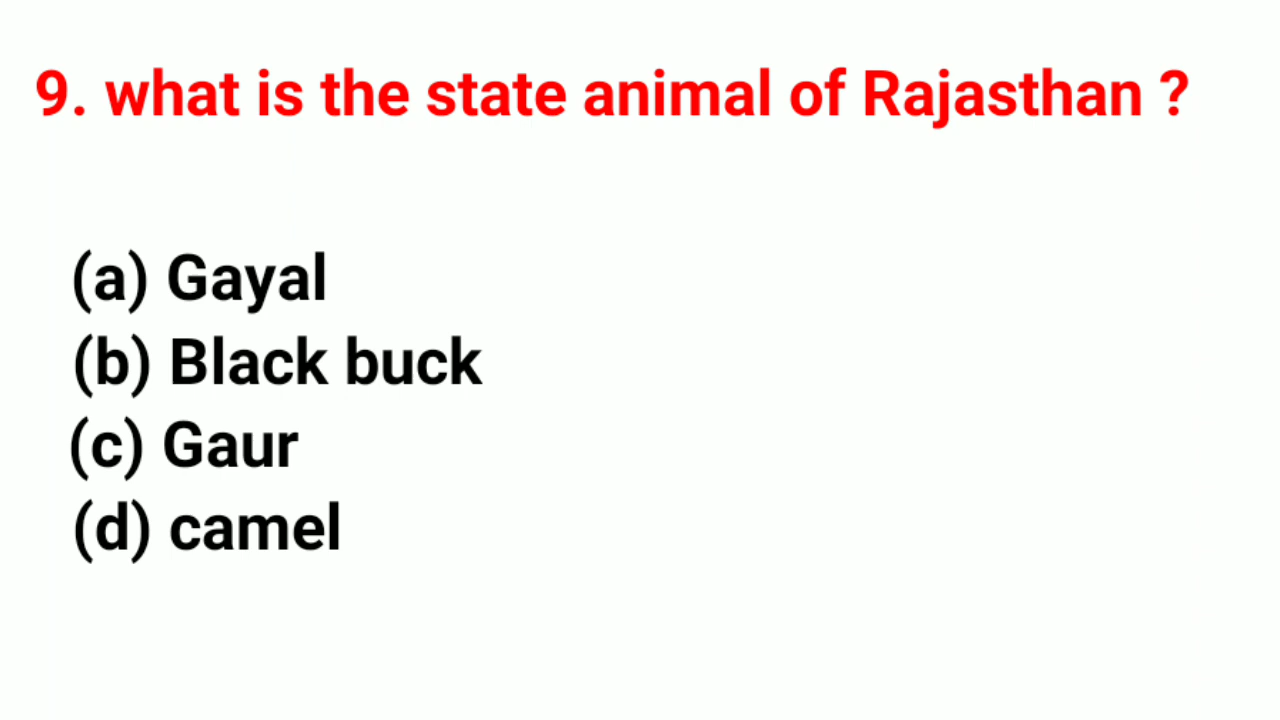 9. what is the state animal of Rajasthan ?
(a) Gayal
(b) Black buck
(c) Gaur
(d) camel